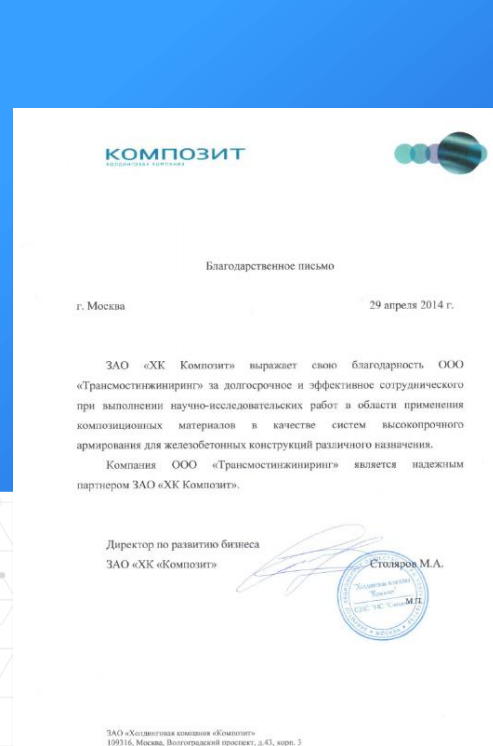 КОМПОЗИТ
ХОЛДИНГОВАЯ КОМПАНИЯ
Благодарственное письмо
г. Москва 29 апреля 2014 г.
ЗАО «ХК Композит» выражает свою благодарность ООО
«Трансмостинжиниринг» за долгосрочное и эффективное сотруднического
при выполнении научно-исследовательских работ в области применения
композиционных материалов в качестве систем высокопрочного
армирования для железобетонных конструкций различного назначения.
Компания ООО «Трансмостинжиниринг» является надежным
партнером ЗАО «ХК Композит».
Директор по развитию бизнеса
ЗАО «ХК «Композит» Столяров М.А.
М.П.
ЗАО «Холдинговая компания «Композит»
109316, Москва, Волгоградский проспект, д.43, корп. 3